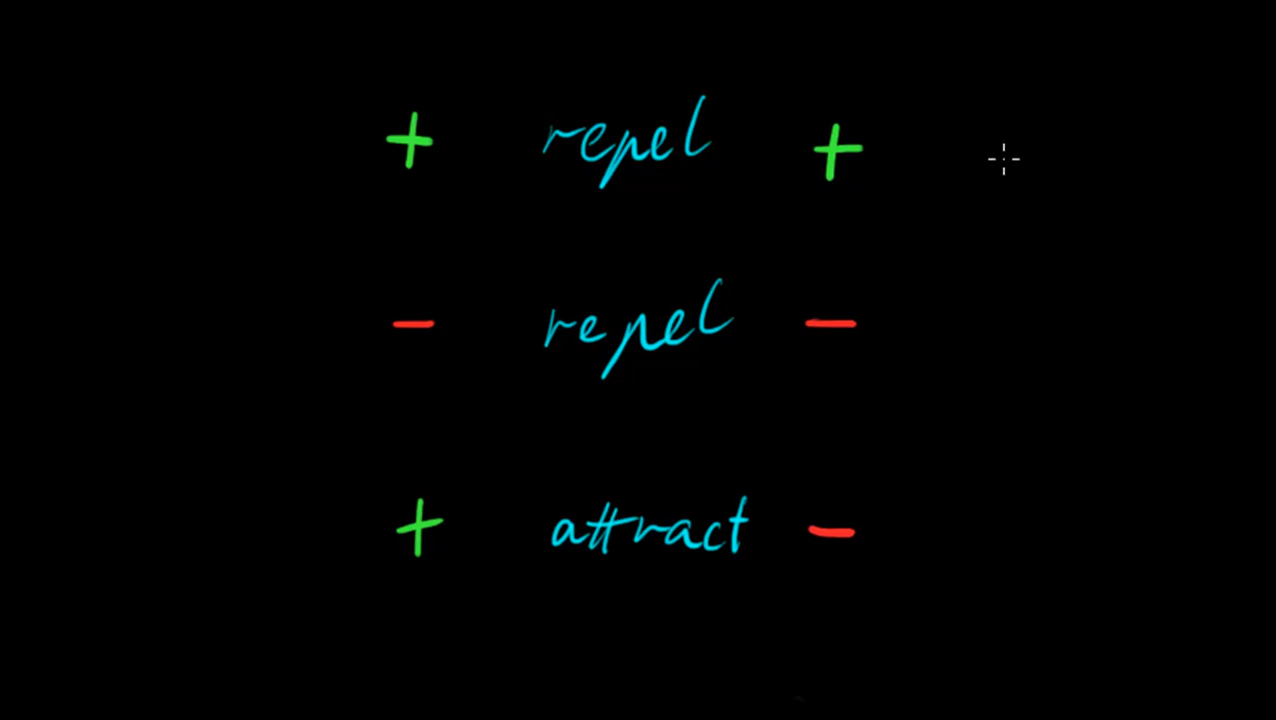 + repel +
- repel -
+ attract -